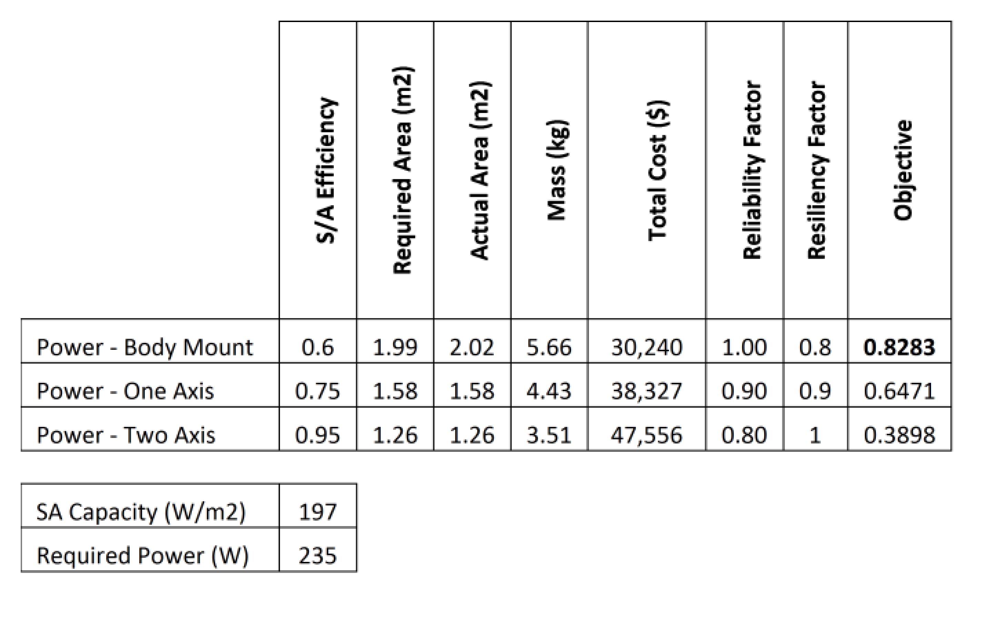 S/A Efficiency Required Area (m2) Actual Area (m2) Mass (kg) Total Cost ($) Reliability Factor Resiliency Factor Objective
Power - Body Mount 0.6 1.99 2.02 5.66 30,240 1.00 0.8 0.8283
Power - One Axis 0.75 1.58 1.58 4.43 38,327 0.90 0.9 0.6471
Power - Two Axis 0.95 1.26 1.26 3.51 47,556 0.80 1 0.3898
SA Capacity (W/m2) 197
Required Power (W) 235